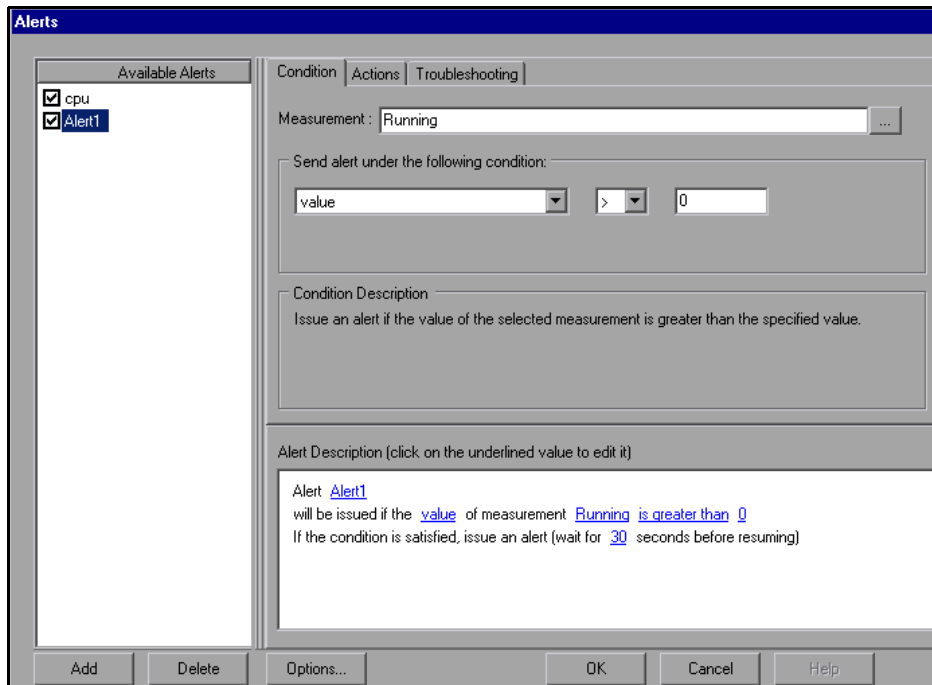 Alerts
Available Alerts
cpu
Alert1
Condition Actions Troubleshooting
Measurement : Running ...
Send alert under the following condition:
value > 0
Condition Description
Issue an alert if the value of the selected measurement is greater than the specified value.
Alert Description (click on the underlined value to edit it)
Alert Alert1
will be issued if the value of measurement Running is greater than 0
If the condition is satisfied, issue an alert (wait for 30 seconds before resuming)
Add Delete Options... OK Cancel Help